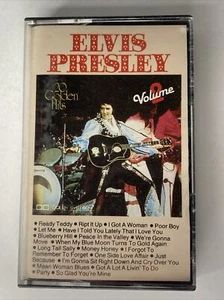 ELVIS
PRESLEY
Golden
Hits
Volume
• Ready Teddy • Rip It Up • I Got A Woman • Poor Boy
• Let Me • Have I Told You Lately That I Love You
• Blueberry Hill • Peace In the Valley • We're Gonna
Move • When My Blue Moon Turns To Gold Again
• Long Tall Sally • Money Honey • I Forgot To
Remember To Forget • One Side Love Affair • Just
Because • I'm Gonna Sit Right Down And Cry Over You
• Mean Woman Blues • Got A Lot A Livin' To Do
• Party • So Glad You're Mine